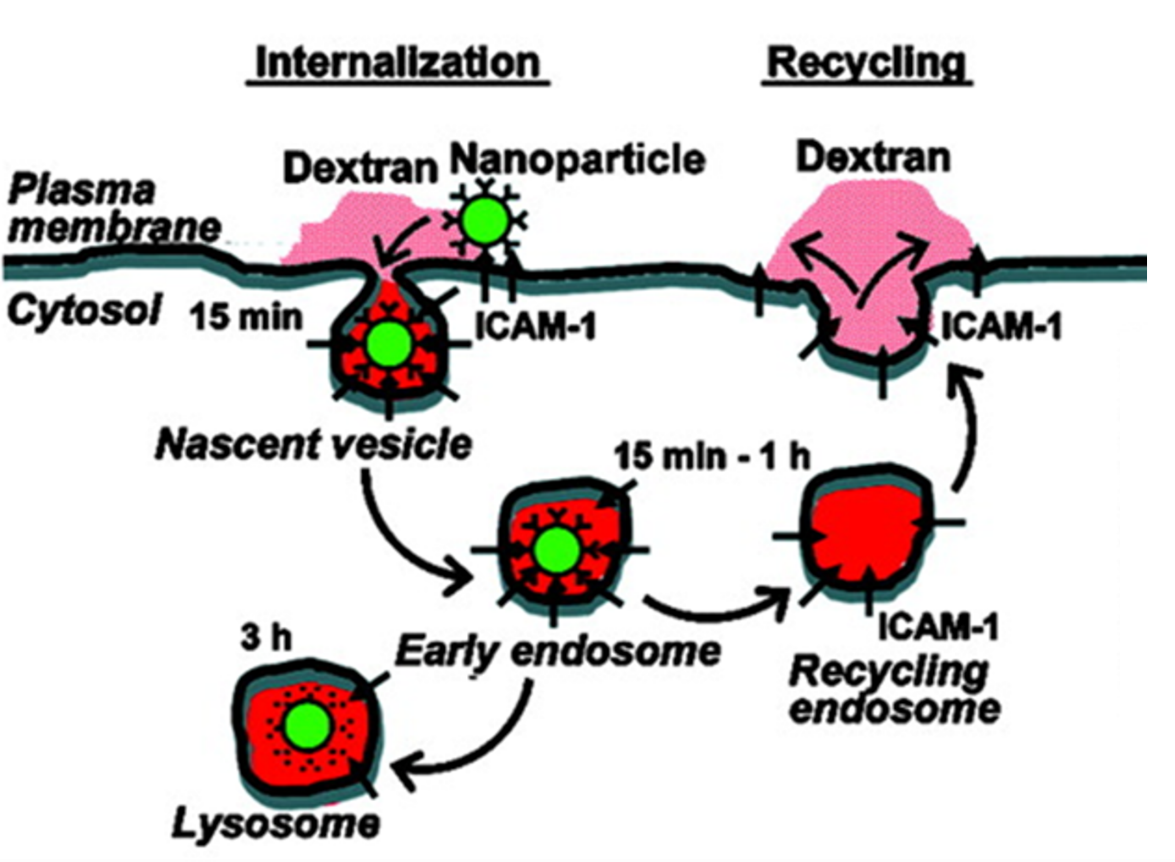 Internalization
Recycling
Dextran
Nanoparticle
Dextran
Plasma
membrane
Cytosol
15 min
ICAM-1
ICAM-1
Nascent vesicle
15 min - 1 h
ICAM-1
3 h
Early endosome
Recycling
endosome
Lysosome